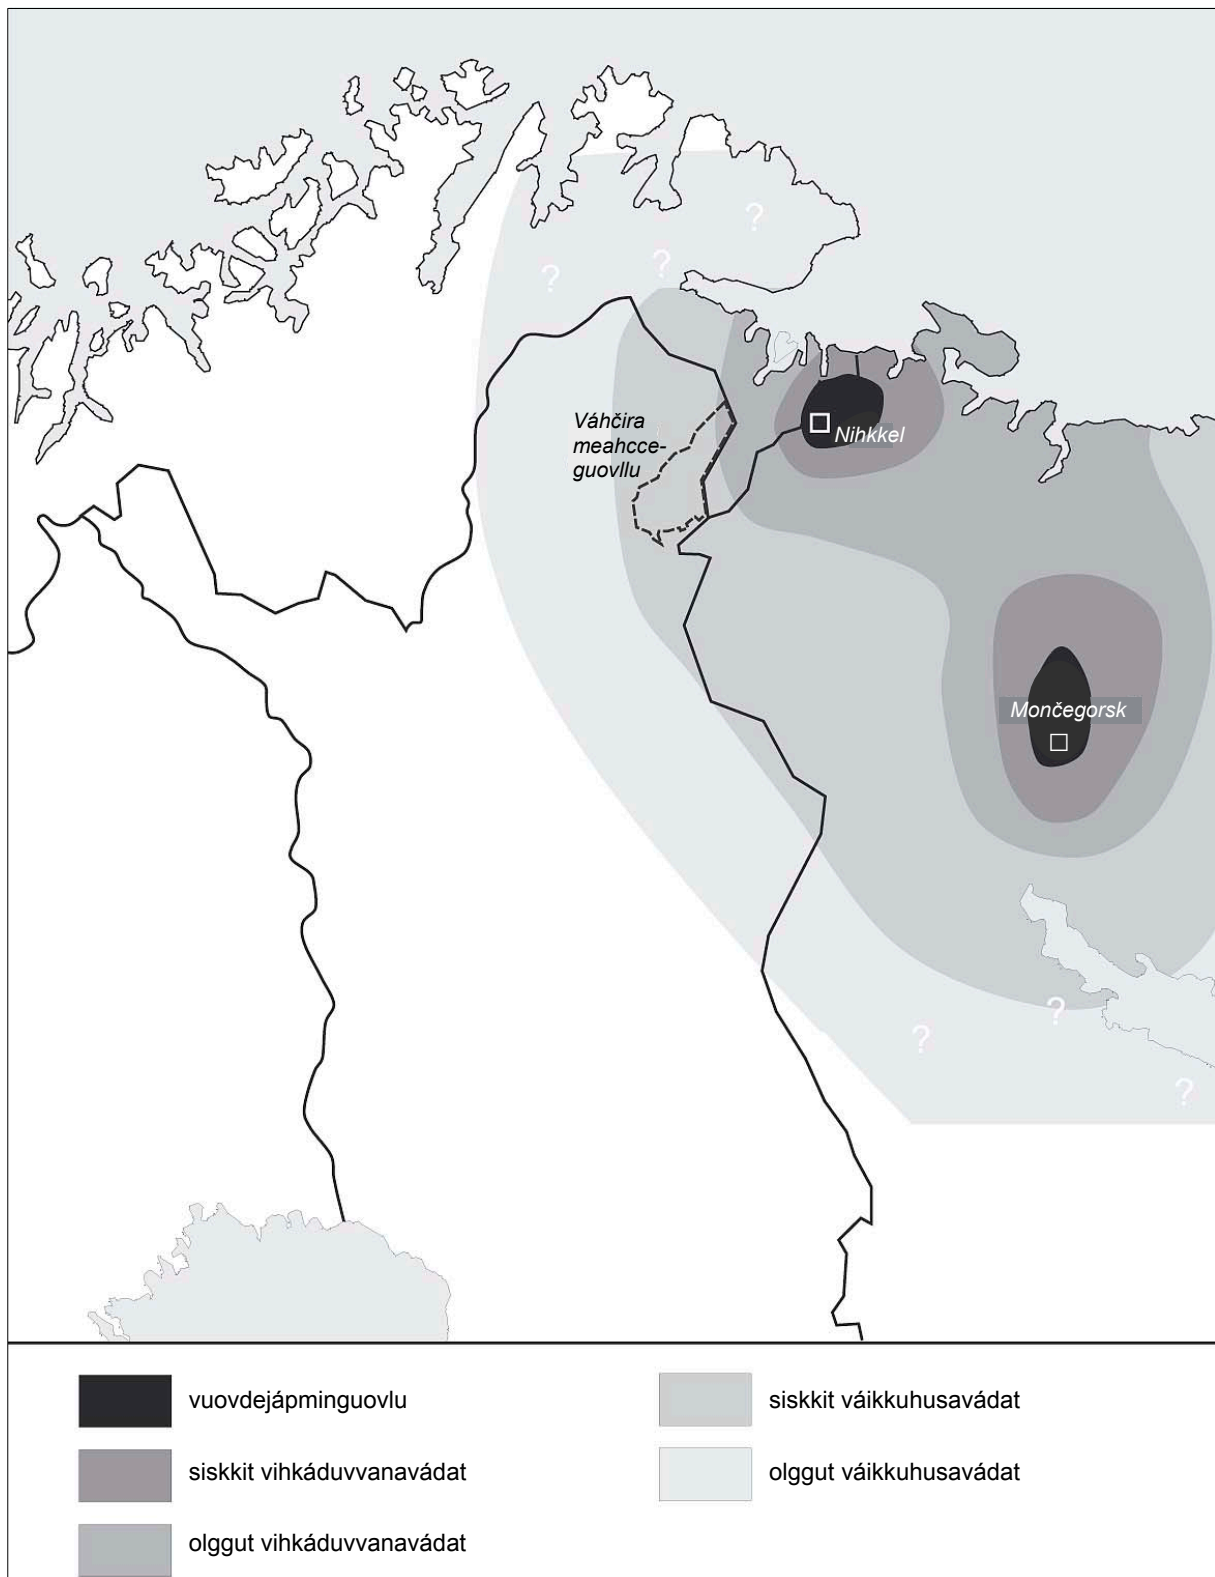 ?
?
?
Váhčira
meahcce-
guovllu
Nihkkel
Mončegorsk
?
?
?
vuovdejápminguovlu
siskkit vihkáduvvanavádat
olggut vihkáduvvanavádat
siskkit váikkuhusavádat
olggut váikkuhusavádat